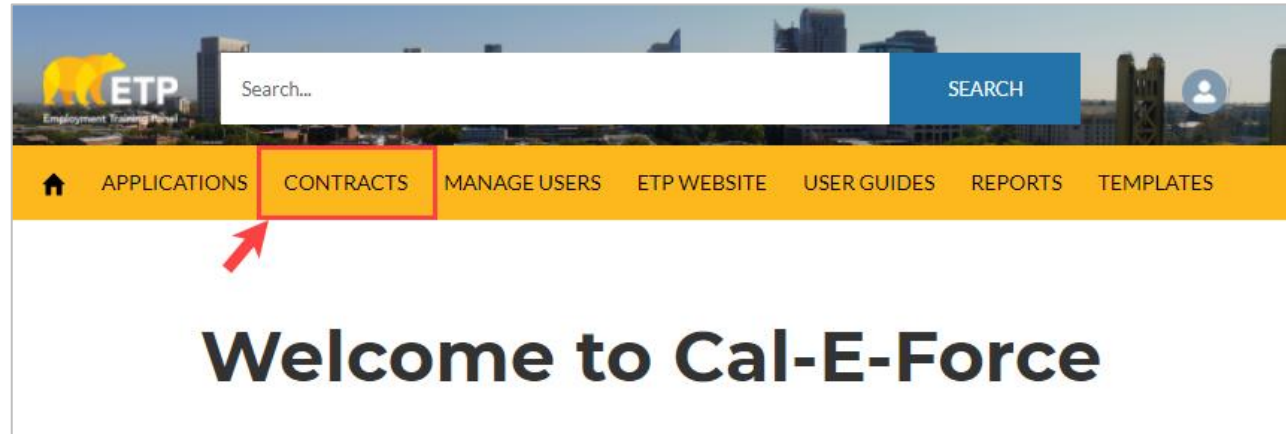 ETP
Employment Training Panel
Search...
SEARCH
APPLICATIONS CONTRACTS MANAGE USERS ETP WEBSITE USER GUIDES REPORTS TEMPLATES
Welcome to Cal-E-Force